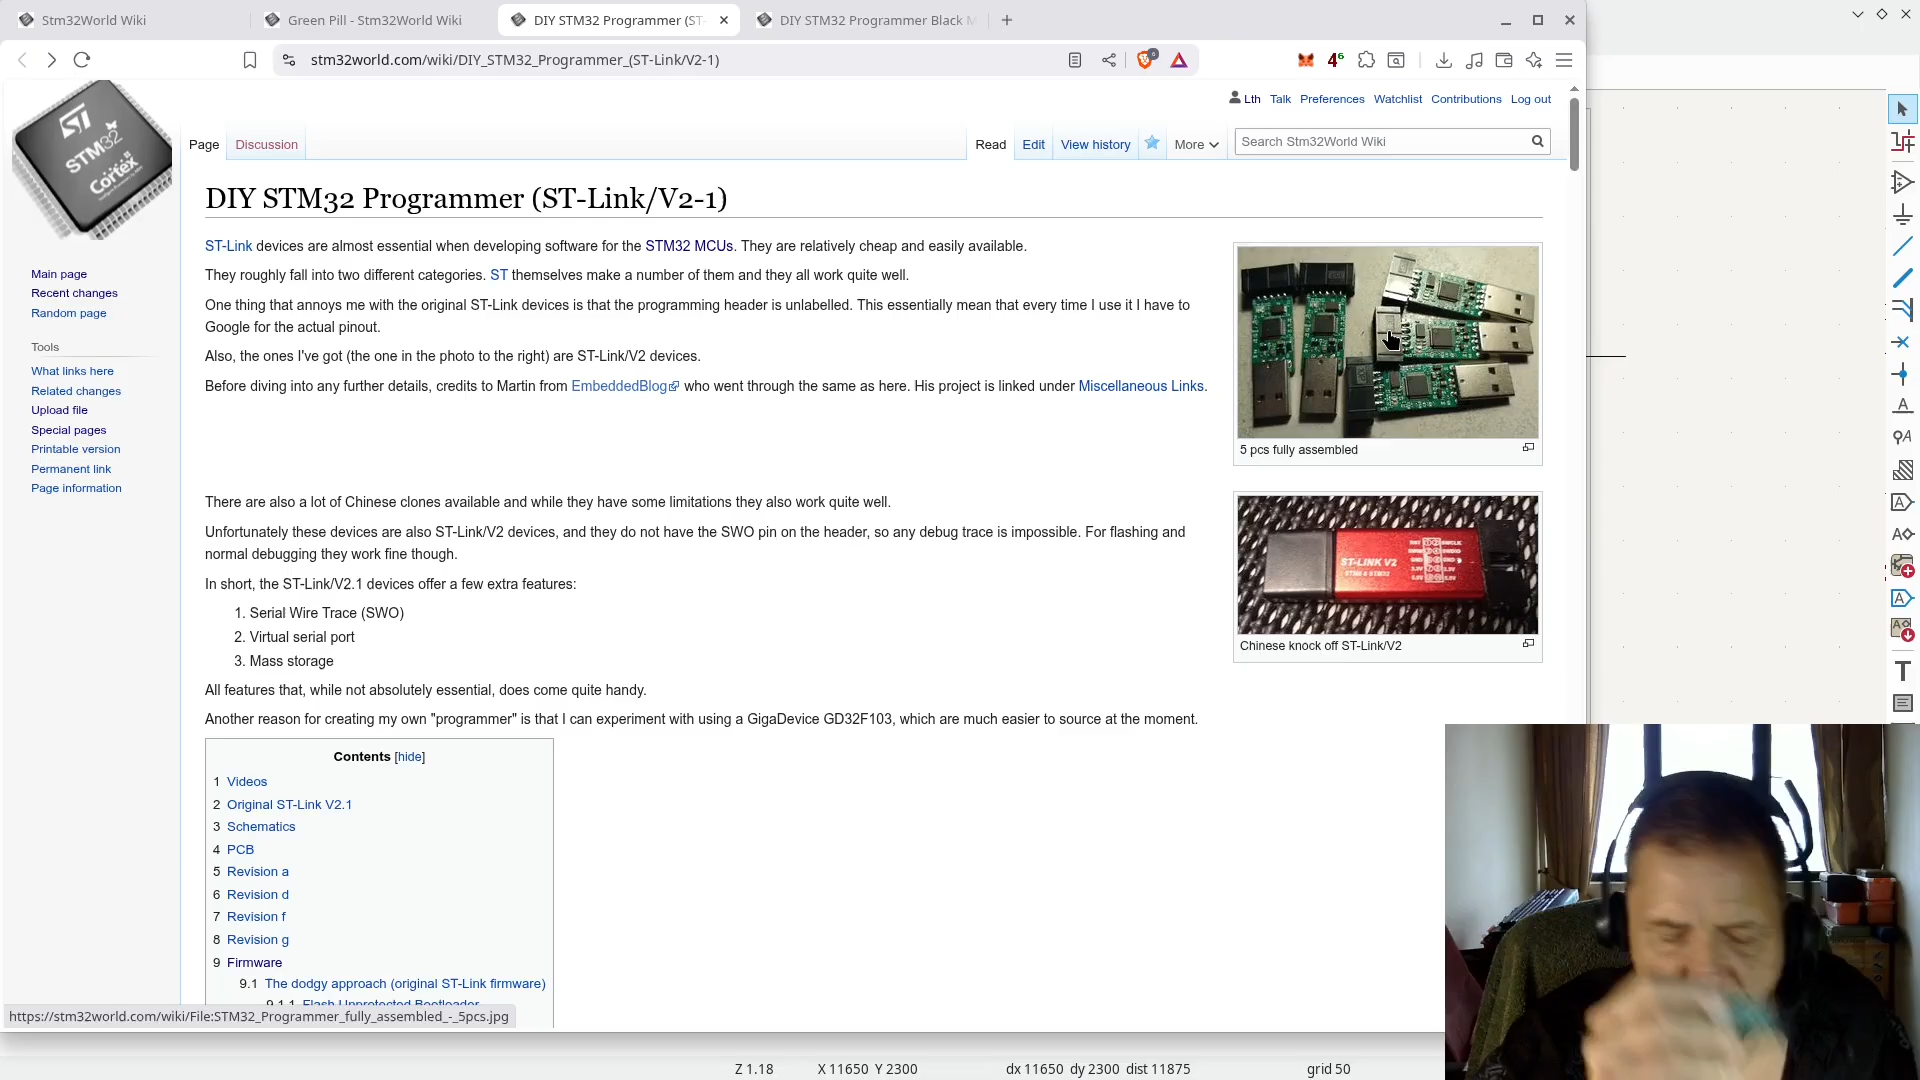 Stm32World Wiki
Green Pill - Stm32World Wiki
DIY STM32 Programmer (ST-
DIY STM32 Programmer Black M
stm32world.com/wiki/DIY_STM32_Programmer_(ST-Link/V2-1)
Lth Talk Preferences Watchlist Contributions Log out
Page Discussion Read Edit View history More Search Stm32World Wiki
ST
STM32
Cortex
Main page
Recent changes
Random page
Tools
What links here
Related changes
Upload file
Special pages
Printable version
Permanent link
Page information
DIY STM32 Programmer (ST-Link/V2-1)
ST-Link devices are almost essential when developing software for the STM32 MCUs. They are relatively cheap and easily available.
They roughly fall into two different categories. ST themselves make a number of them and they all work quite well.
One thing that annoys me with the original ST-Link devices is that the programming header is unlabelled. This essentially mean that every time I use it I have to
Google for the actual pinout.
Also, the ones I've got (the one in the photo to the right) are ST-Link/V2 devices.
Before diving into any further details, credits to Martin from EmbeddedBlog who went through the same as here. His project is linked under Miscellaneous Links.
5 pcs fully assembled
There are also a lot of Chinese clones available and while they have some limitations they also work quite well.
Unfortunately these devices are also ST-Link/V2 devices, and they do not have the SWO pin on the header, so any debug trace is impossible. For flashing and
normal debugging they work fine though.
In short, the ST-Link/V2.1 devices offer a few extra features:
1. Serial Wire Trace (SWO)
2. Virtual serial port
3. Mass storage
ST-LINK V2
Chinese knock off ST-Link/V2
All features that, while not absolutely essential, does come quite handy.
Another reason for creating my own "programmer" is that I can experiment with using a GigaDevice GD32F103, which are much easier to source at the moment.
Contents [hide]
1 Videos
2 Original ST-Link V2.1
3 Schematics
4 PCB
5 Revision a
6 Revision d
7 Revision f
8 Revision g
9 Firmware
9.1 The dodgy approach (original ST-Link firmware)
9.1.1 Flash Unprotected Bootloader
https://stm32world.com/wiki/File:STM32_Programmer_fully_assembled_-_5pcs.jpg
Z 1.18 X 11650 Y 2300 dx 11650 dy 2300 dist 11875 grid 50